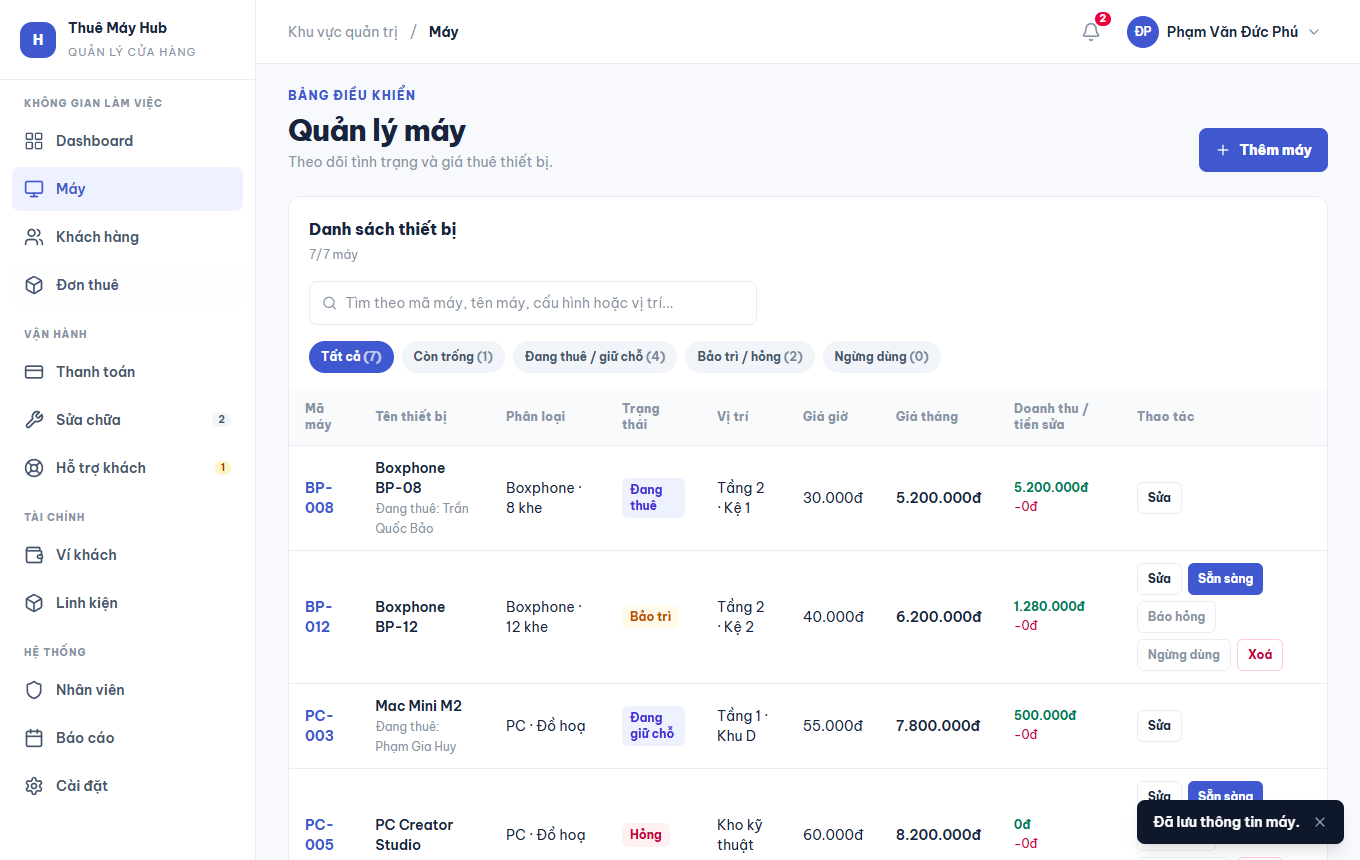 H
Thuê Máy Hub
QUẢN LÝ CỬA HÀNG
KHÔNG GIAN LÀM VIỆC
Dashboard
Máy
Khách hàng
Đơn thuê
VẬN HÀNH
Thanh toán
Sửa chữa
2
Hỗ trợ khách
1
TÀI CHÍNH
Ví khách
Linh kiện
HỆ THỐNG
Nhân viên
Báo cáo
Cài đặt
Khu vực quản trị / Máy
2
ĐP
Phạm Văn Đức Phú
BẢNG ĐIỀU KHIỂN
Quản lý máy
Theo dõi tình trạng và giá thuê thiết bị.
Thêm máy
Danh sách thiết bị
7/7 máy
Tìm theo mã máy, tên máy, cấu hình hoặc vị trí...
Tất cả (7)
Còn trống (1)
Đang thuê / giữ chỗ (4)
Bảo trì / hỏng (2)
Ngừng dùng (0)
Mã
máy
Tên thiết bị
Phân loại
Trạng
thái
Vị trí
Giá giờ
Giá tháng
Doanh thu /
tiền sửa
Thao tác
BP-
008
Boxphone
BP-08
Đang thuê: Trần
Quốc Bảo
Boxphone ·
8 khe
Đang
thuê
Tầng 2
· Kệ 1
30.000đ
5.200.000đ
5.200.000đ
-0đ
Sửa
BP-
012
Boxphone
BP-12
Boxphone ·
12 khe
Bảo trì
Tầng 2
· Kệ 2
40.000đ
6.200.000đ
1.280.000đ
-0đ
Sửa
Sẵn sàng
Báo hỏng
Ngừng dùng
Xoá
PC-
003
Mac Mini M2
Đang thuê:
Phạm Gia Huy
PC · Đồ hoạ
Đang
giữ chỗ
Tầng 1 ·
Khu D
55.000đ
7.800.000đ
500.000đ
-0đ
Sửa
PC-
005
PC Creator
Studio
PC · Đồ hoạ
Hỏng
Kho kỹ
thuật
60.000đ
8.200.000đ
0đ
-0đ
Sửa
Sẵn sàng
Đã lưu thông tin máy.